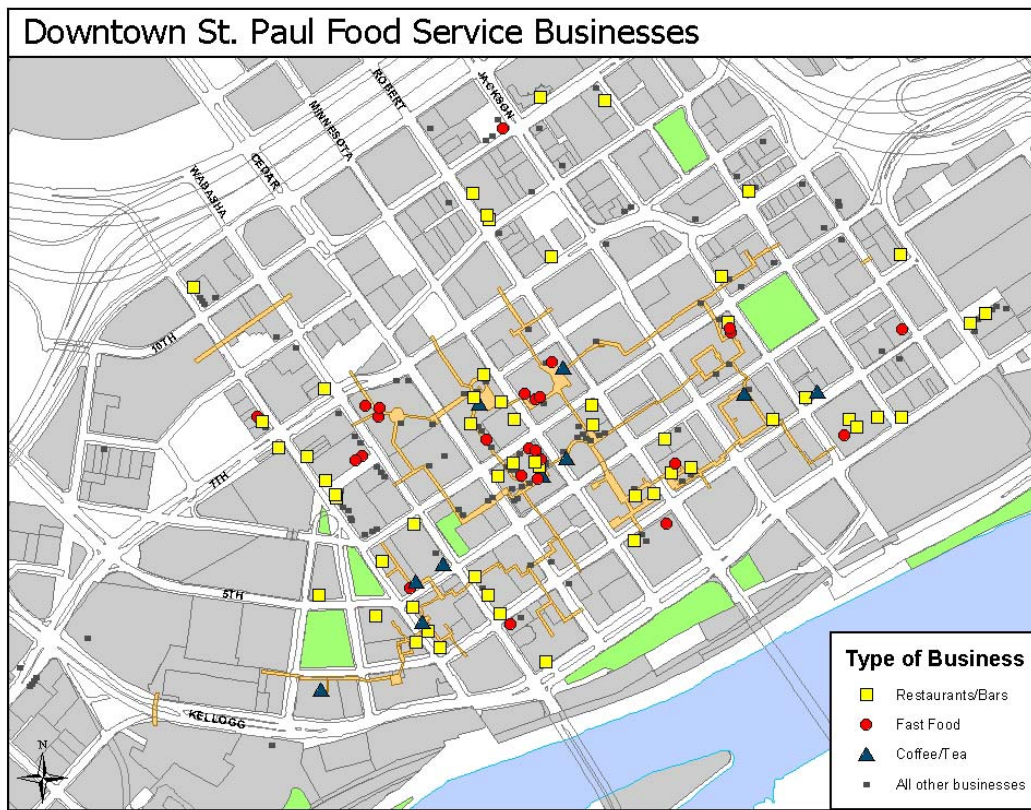 Downtown St. Paul Food Service Businesses
JACKSON
ROBERT
MINNESOTA
CEDAR
WABASHA
10TH
7TH
5TH
KELLOGG
N
Type of Business
Restaurants/Bars
Fast Food
Coffee/Tea
All other businesses